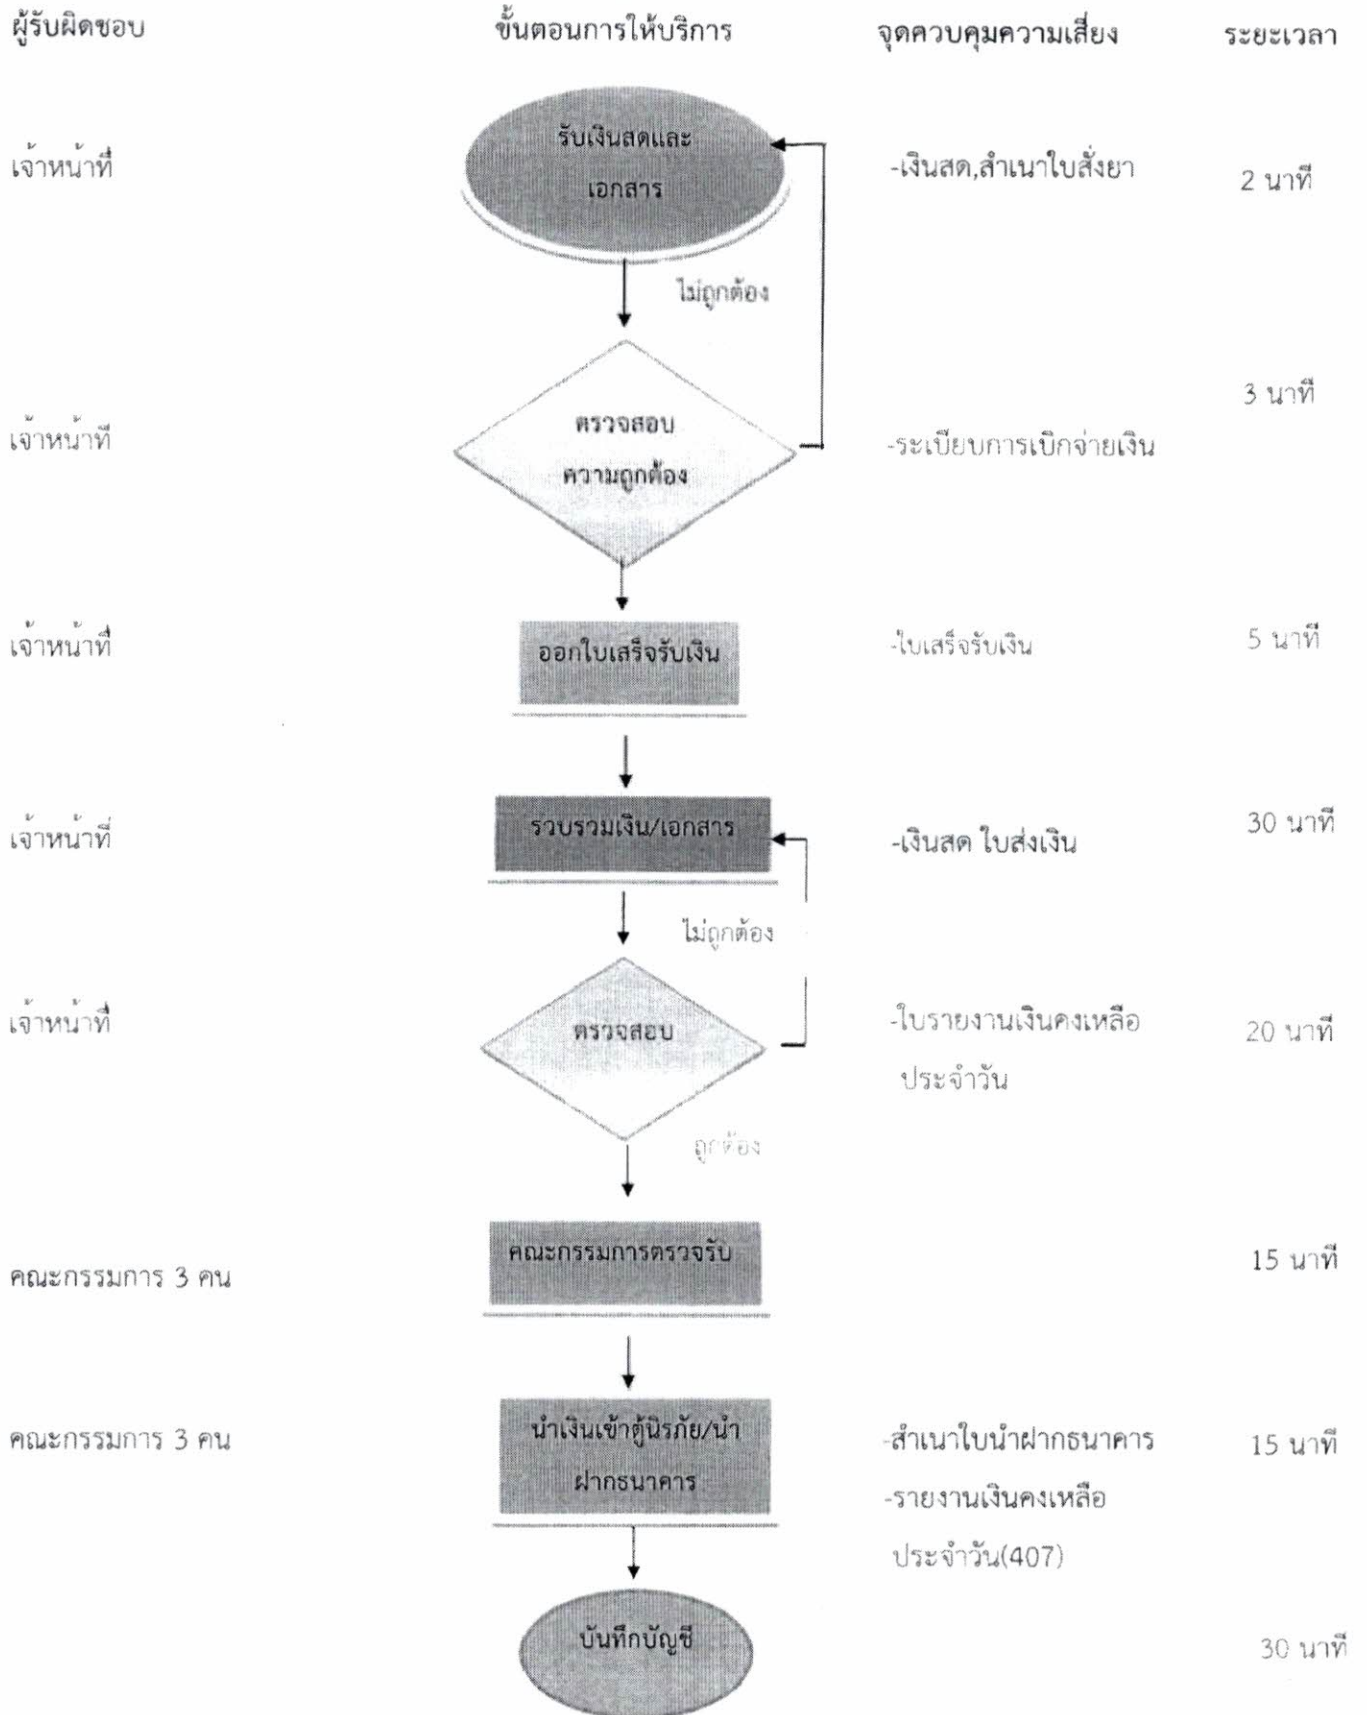 ผู้รับผิดชอบ ขั้นตอนการให้บริการ จุดควบคุมความเสี่ยง ระยะเวลา
รับเงินสดและ
เจ้าหน้าที่ เอกสาร -เงินสด,สำเนาใบสั่งยา 2 นาที
ไม่ถูกต้อง
3 นาที
ตรวจสอบ
เจ้าหน้าที่ -ระเบียบการเบิกจ่ายเงิน
ความถูกต้อง
เจ้าหน้าที่ ออกใบเสร็จรับเงิน -ใบเสร็จรับเงิน 5 นาที
เจ้าหน้าที่ รวบรวมเงิน/เอกสาร -เงินสด ใบส่งเงิน 30 นาที
ไม่ถูกต้อง
เจ้าหน้าที่ ตรวจสอบ -ใบรายงานเงินคงเหลือ 20 นาที
ประจำวัน
ถูกต้อง
คณะกรรมการ 3 คน คณะกรรมการตรวจรับ 15 นาที
คณะกรรมการ 3 คน นำเงินเข้าตู้นิรภัย/นำ -สำเนาใบนำฝากธนาคาร 15 นาที
ฝากธนาคาร -รายงานเงินคงเหลือ
ประจำวัน(407)
บันทึกบัญชี 30 นาที